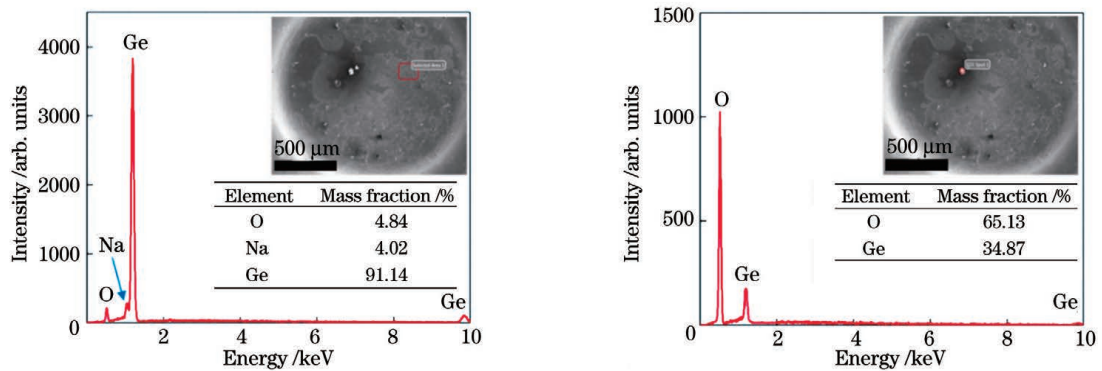 Intensity /arb. units
4000
3000
2000
1000
0
Ge
Na
O
Ge
500 μm
Element Mass fraction /%
O 4.84
Na 4.02
Ge 91.14
2 4 6 8 10
Energy /keV
Intensity /arb. units
1500
1000
500
0
O
Ge
Ge
500 μm
Element Mass fraction /%
O 65.13
Ge 34.87
2 4 6 8 10
Energy /keV